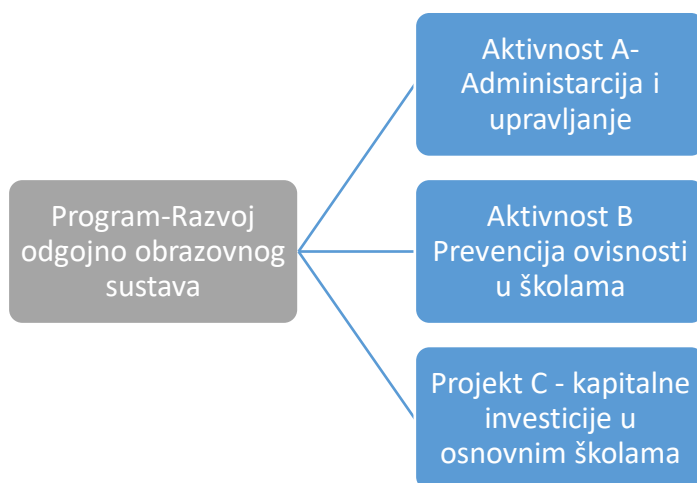 Program-Razvoj
odgojno obrazovnog
sustava
Aktivnost A-
Administarcija i
upravljanje
Aktivnost B
Prevencija ovisnosti
u školama
Projekt C - kapitalne
investicije u
osnovnim školama